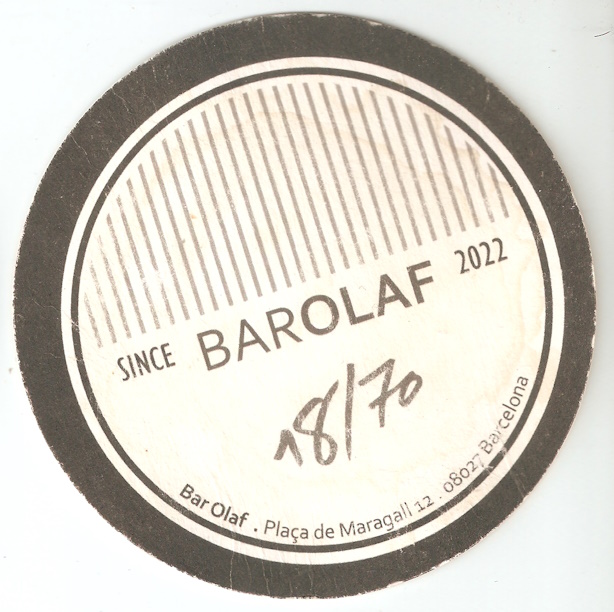 SINCE BAROLAF 2022
18/70
Bar Olaf . Plaça de Maragall 12 . 08027 Barcelona